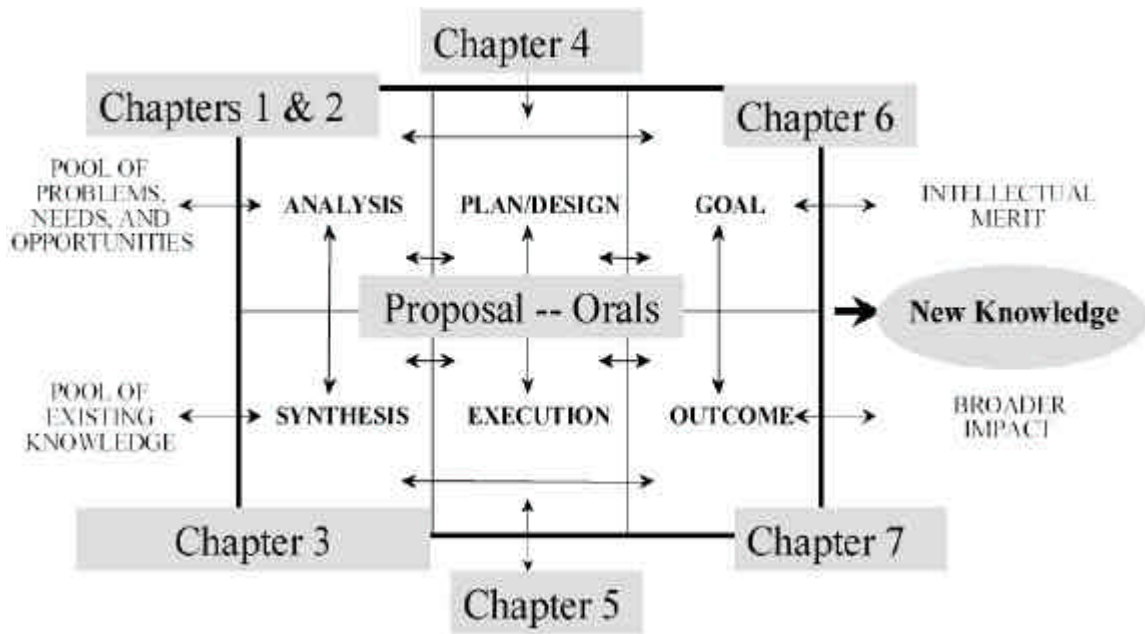 Chapter 4
Chapters 1 & 2
Chapter 6
POOL OF
PROBLEMS,
NEEDS, AND
OPPORTUNITIES
ANALYSIS
PLAN/DESIGN
GOAL
INTELLECTUAL
MERIT
Proposal -- Orals
New Knowledge
POOL OF
EXISTING
KNOWLEDGE
SYNTHESIS
EXECUTION
OUTCOME
BROADER
IMPACT
Chapter 3
Chapter 7
Chapter 5